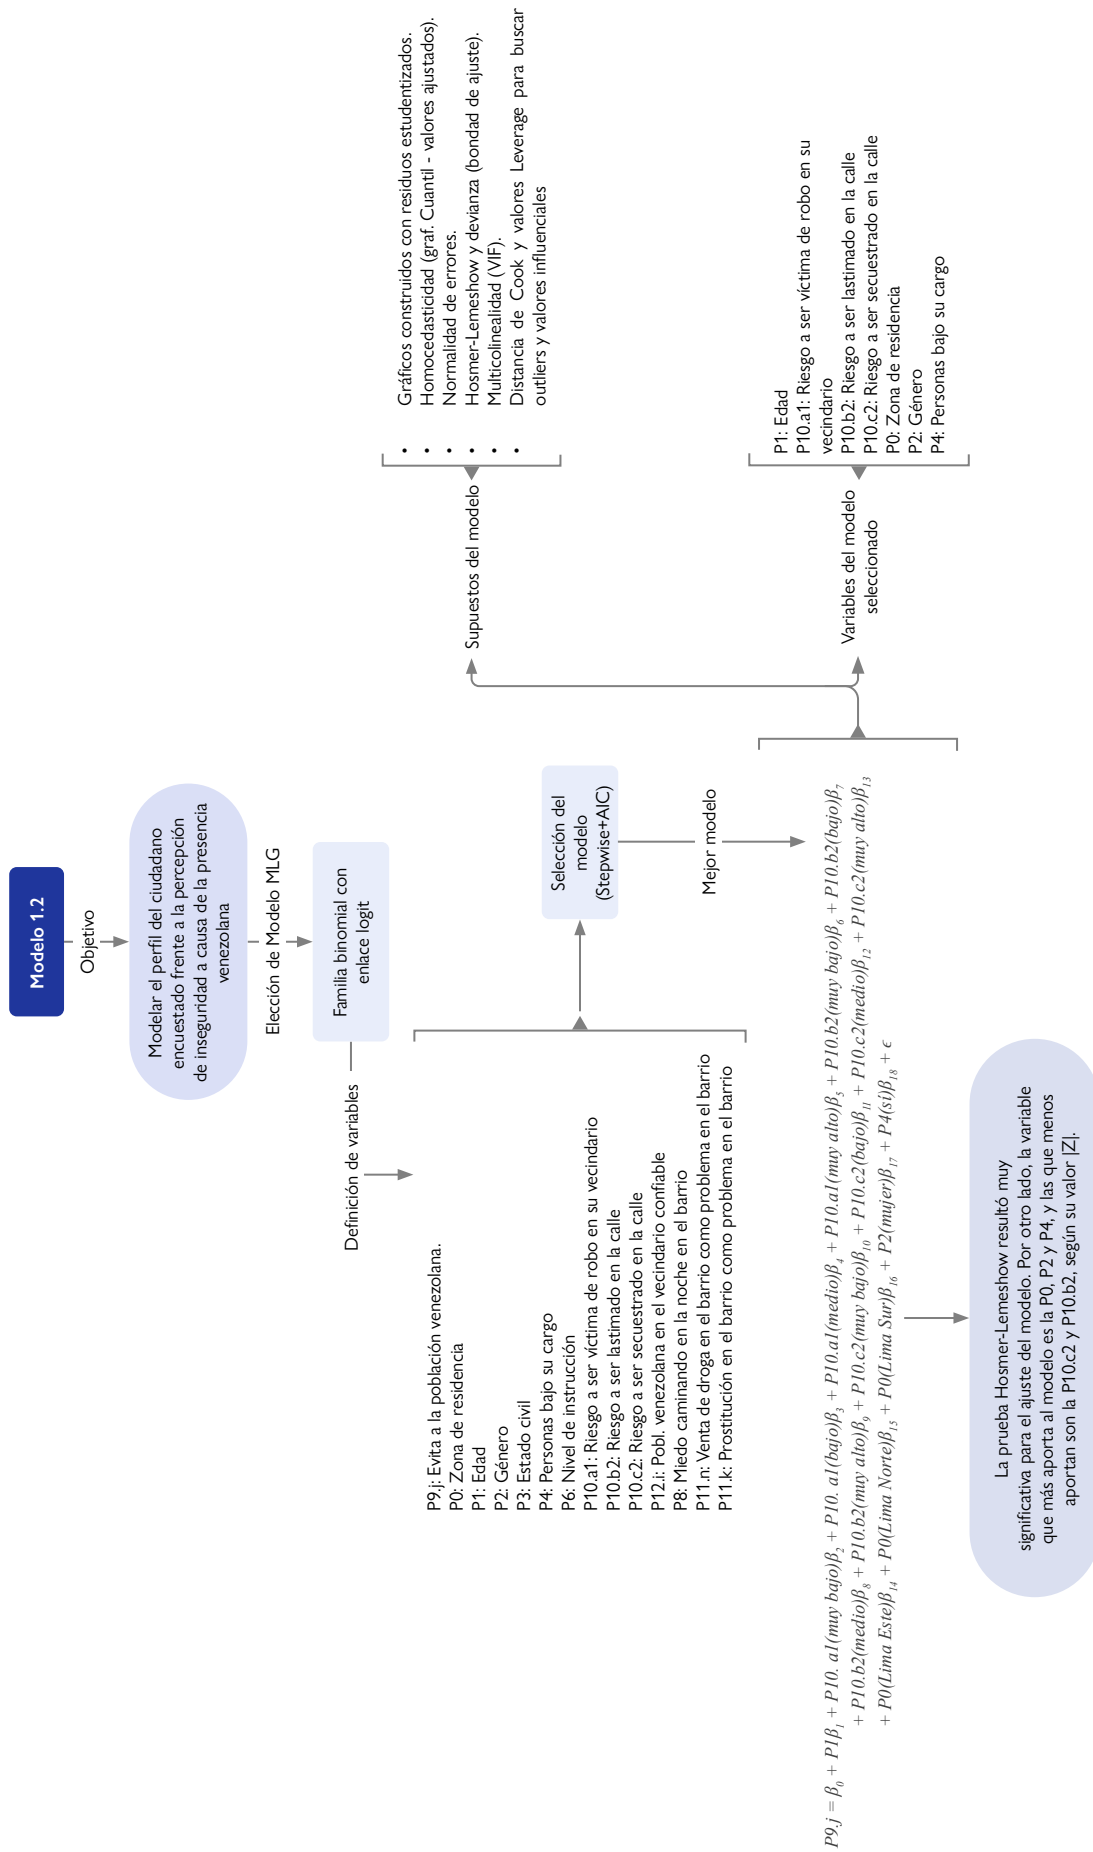 Modelo 1.2
Objetivo
Modelar el perfil del ciudadano
encuestado frente a la percepción
de inseguridad a causa de la presencia
venezolana
Elección de Modelo MLG
Familia binomial con
enlace logit
Definición de variables
P9.j: Evita a la población venezolana.
P0: Zona de residencia
P1: Edad
P2: Género
P3: Estado civil
P4: Personas bajo su cargo
P6: Nivel de instrucción
P10.a1: Riesgo a ser víctima de robo en su vecindario
P10.b2: Riesgo a ser lastimado en la calle
P10.c2: Riesgo a ser secuestrado en la calle
P12.i: Pobl. venezolana en el vecindario confiable
P8: Miedo caminando en la noche en el barrio
P11.n: Venta de droga en el barrio como problema en el barrio
P11.k: Prostitución en el barrio como problema en el barrio
Selección del
modelo
(Stepwise+AIC)
Mejor modelo
P9.j = β₀ + P1β₁ + P10. a1(muy bajo)β₂ + P10. a1(bajo)β₃ + P10.a1(medio)β₄ + P10.a1(muy alto)β₅ + P10.b2(muy bajo)β₆ + P10.b2(bajo)β₇
+ P10.b2(medio)β₈ + P10.b2(muy alto)β₉ + P10.c2(muy bajo)β₁₀ + P10.c2(bajo)β₁₁ + P10.c2(medio)β₁₂ + P10.c2(muy alto)β₁₃
+ P0(Lima Este)β₁₄ + P0(Lima Norte)β₁₅ + P0(Lima Sur)β₁₆ + P2(mujer)β₁₇ + P4(si)β₁₈ + ϵ
Supuestos del modelo
• Gráficos construidos con residuos estudentizados.
• Homocedasticidad (graf. Cuantil - valores ajustados).
• Normalidad de errores.
• Hosmer-Lemeshow y devianza (bondad de ajuste).
• Multicolinealidad (VIF).
• Distancia de Cook y valores Leverage para buscar
outliers y valores influenciales
Variables del modelo
seleccionado
P1: Edad
P10.a1: Riesgo a ser víctima de robo en su
vecindario
P10.b2: Riesgo a ser lastimado en la calle
P10.c2: Riesgo a ser secuestrado en la calle
P0: Zona de residencia
P2: Género
P4: Personas bajo su cargo
La prueba Hosmer-Lemeshow resultó muy
significativa para el ajuste del modelo. Por otro lado, la variable
que más aporta al modelo es la P0, P2 y P4, y las que menos
aportan son la P10.c2 y P10.b2, según su valor |Z|.